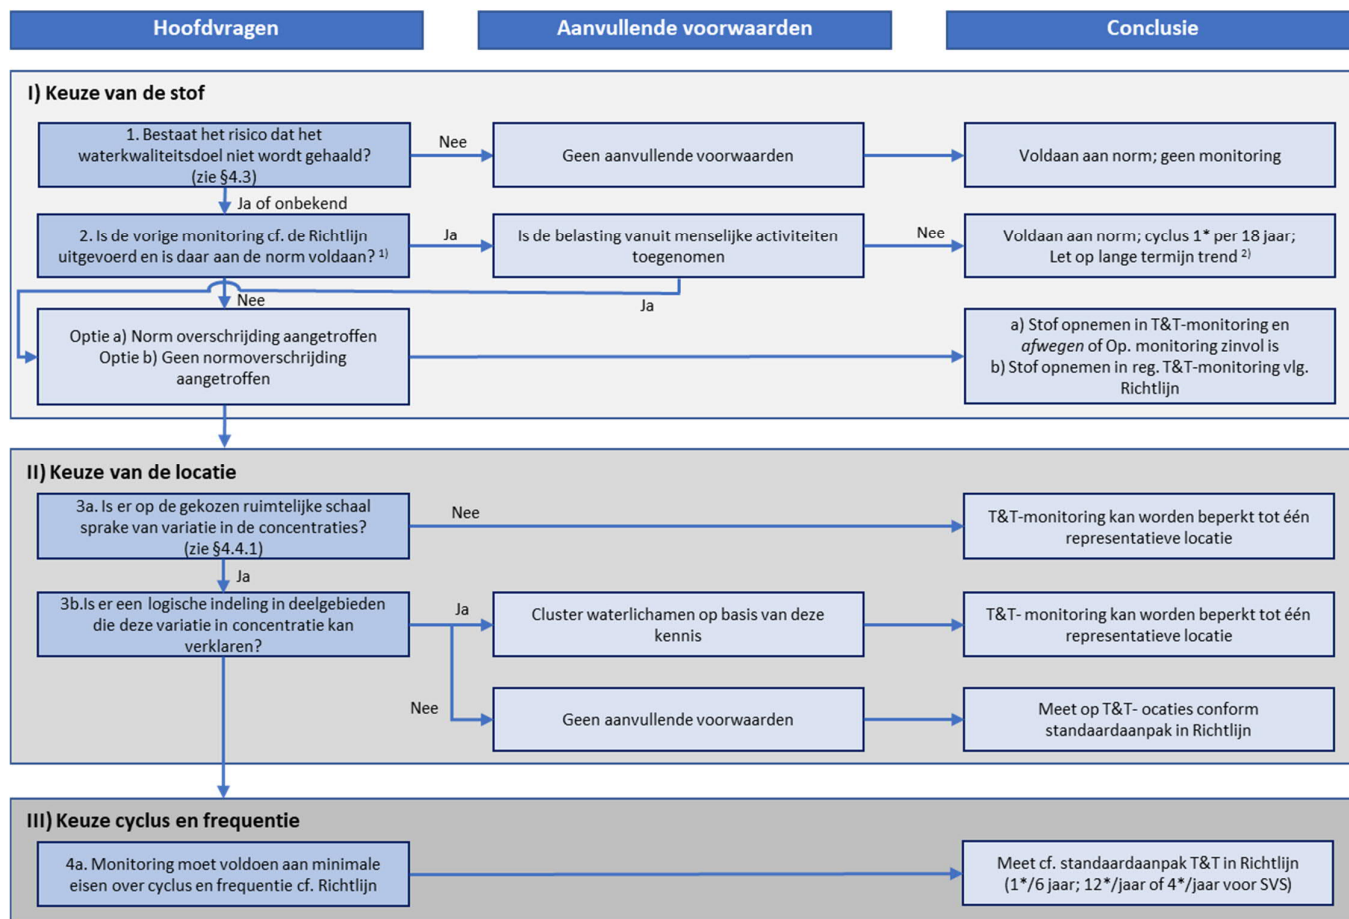 Hoofdvragen
Aanvullende voorwaarden
Conclusie
I) Keuze van de stof
1. Bestaat het risico dat het
waterkwaliteitsdoel niet wordt gehaald?
(zie §4.3)
Nee
Geen aanvullende voorwaarden
Voldaan aan norm; geen monitoring
Ja of onbekend
2. Is de vorige monitoring cf. de Richtlijn
uitgevoerd en is daar aan de norm voldaan? 1)
Ja
Is de belasting vanuit menselijke activiteiten
toegenomen
Nee
Voldaan aan norm; cyclus 1* per 18 jaar;
Let op lange termijn trend 2)
Nee
Ja
Optie a) Norm overschrijding aangetroffen
Optie b) Geen normoverschrijding
aangetroffen
a) Stof opnemen in T&T-monitoring en
afwegen of Op. monitoring zinvol is
b) Stof opnemen in reg. T&T-monitoring vlg.
Richtlijn
II) Keuze van de locatie
3a. Is er op de gekozen ruimtelijke schaal
sprake van variatie in de concentraties?
(zie §4.4.1)
Nee
T&T-monitoring kan worden beperkt tot één
representatieve locatie
Ja
3b.Is er een logische indeling in deelgebieden
die deze variatie in concentratie kan
verklaren?
Ja
Cluster waterlichamen op basis van deze
kennis
T&T- monitoring kan worden beperkt tot één
representatieve locatie
Nee
Geen aanvullende voorwaarden
Meet op T&T- ocaties conform
standaardaanpak in Richtlijn
III) Keuze cyclus en frequentie
4a. Monitoring moet voldoen aan minimale
eisen over cyclus en frequentie cf. Richtlijn
Meet cf. standaardaanpak T&T in Richtlijn
(1*/6 jaar; 12*/jaar of 4*/jaar voor SVS)